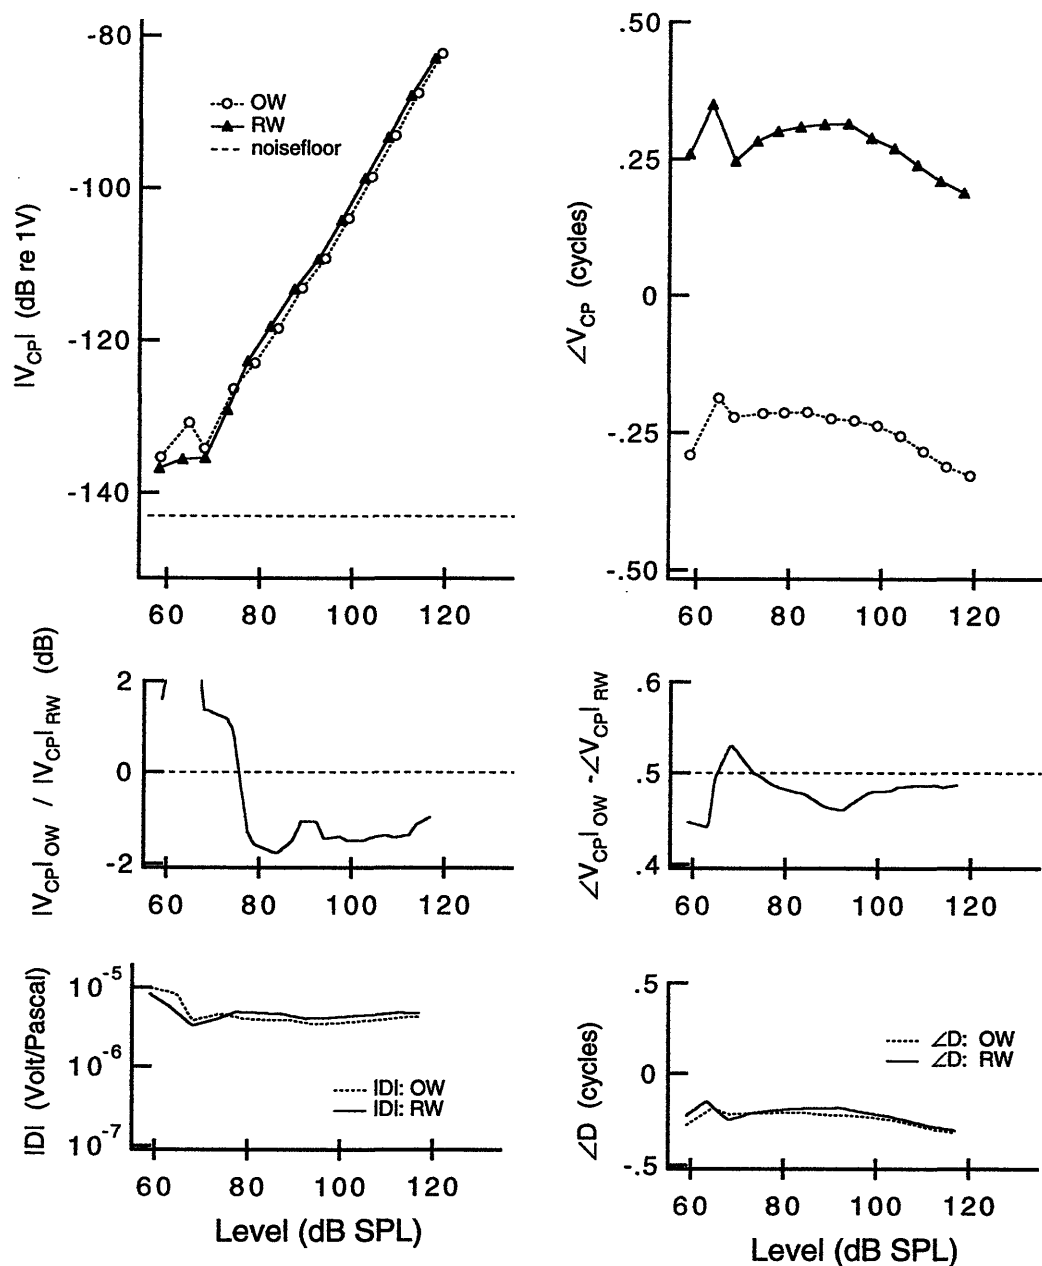 -80
-100
-120
-140
|V_CP| (dB re 1V)
OW
RW
noisefloor
60 80 100 120
.50
.25
0
-.25
-.50
∠V_CP (cycles)
60 80 100 120
2
0
-2
|V_CP|_OW / |V_CP|_RW (dB)
60 80 100 120
.6
.5
.4
∠V_CP|_OW -∠V_CP|_RW
60 80 100 120
10^-5
10^-6
10^-7
|D| (Volt/Pascal)
|D|: OW
|D|: RW
60 80 100 120
Level (dB SPL)
.5
0
-.5
∠D (cycles)
∠D: OW
∠D: RW
60 80 100 120
Level (dB SPL)